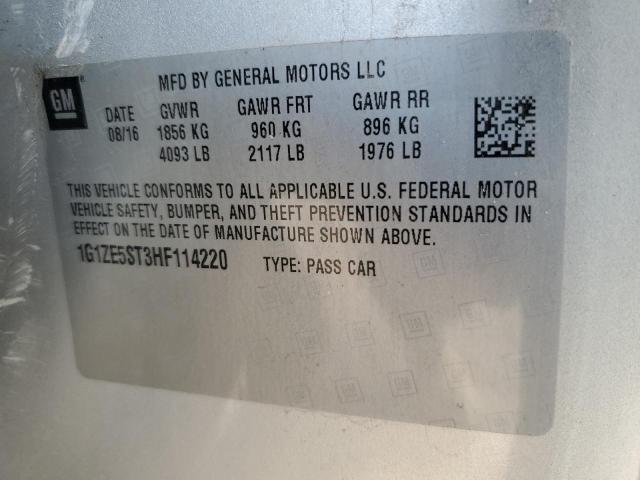 GM
MFD BY GENERAL MOTORS LLC
DATE GVWR GAWR FRT GAWR RR
08/16 1856 KG 960 KG 896 KG
4093 LB 2117 LB 1976 LB
THIS VEHICLE CONFORMS TO ALL APPLICABLE U.S. FEDERAL MOTOR
VEHICLE SAFETY, BUMPER, AND THEFT PREVENTION STANDARDS IN
EFFECT ON THE DATE OF MANUFACTURE SHOWN ABOVE.
1G1ZE5ST3HF114220 TYPE: PASS CAR